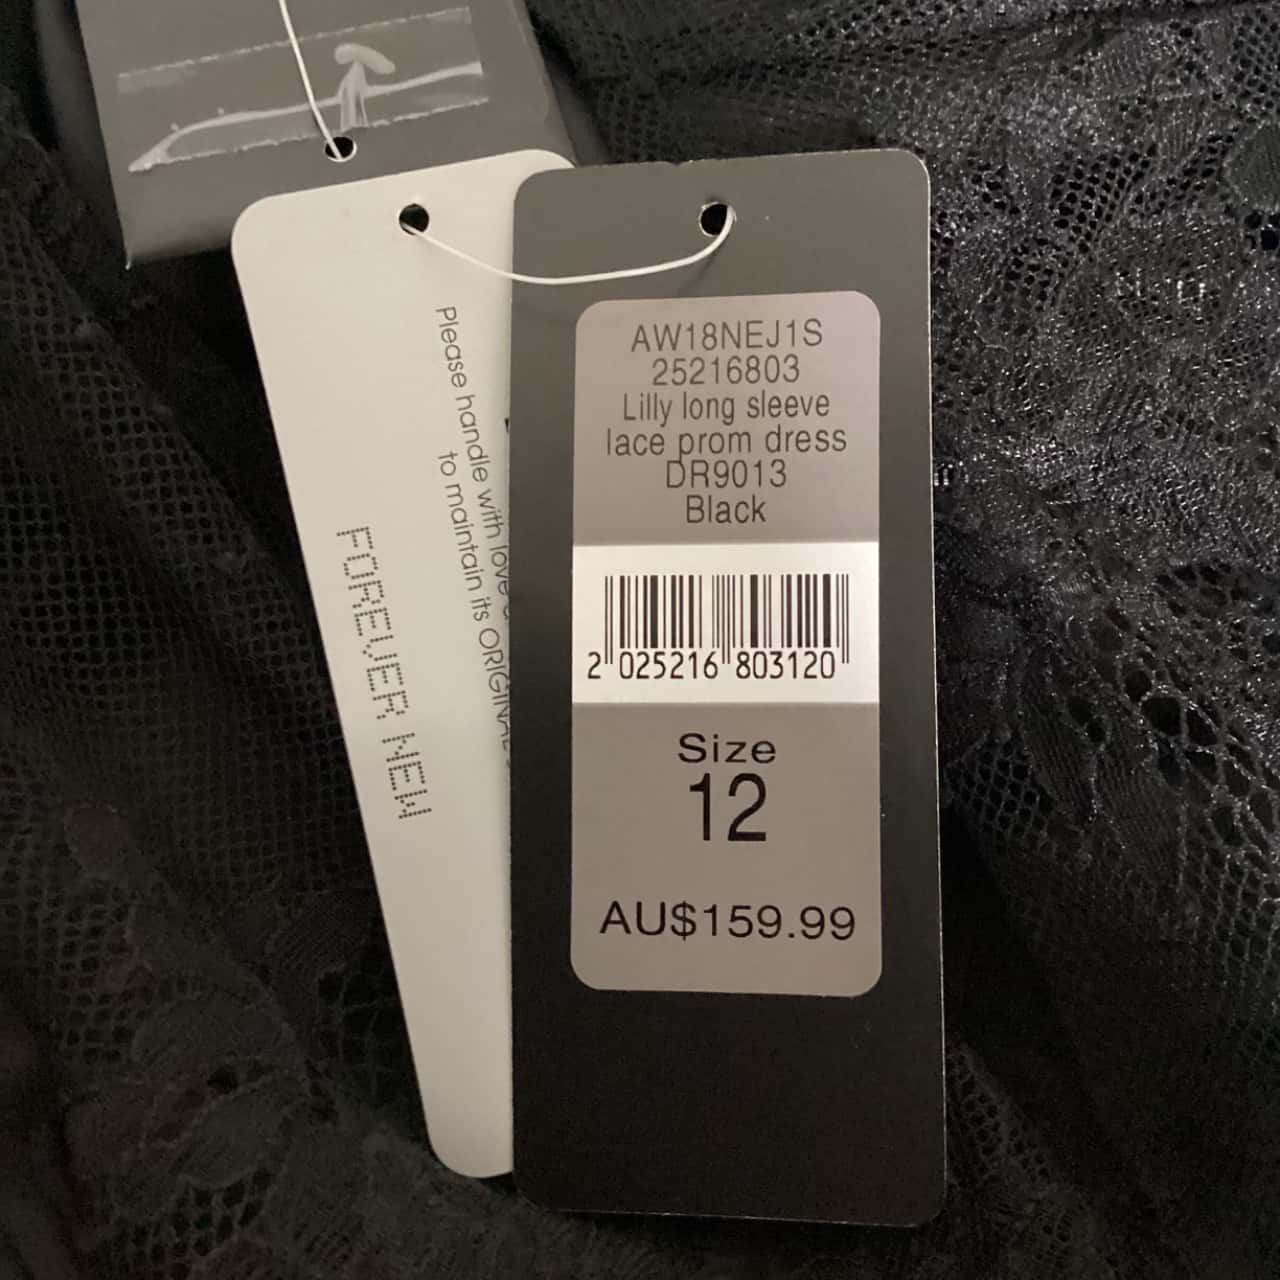 Please handle with love
to maintain its ORIGINAL
FOREVER NEW
AW18NEJ1S
25216803
Lilly long sleeve
lace prom dress
DR9013
Black
2 025216 803120
Size
12
AU$159.99